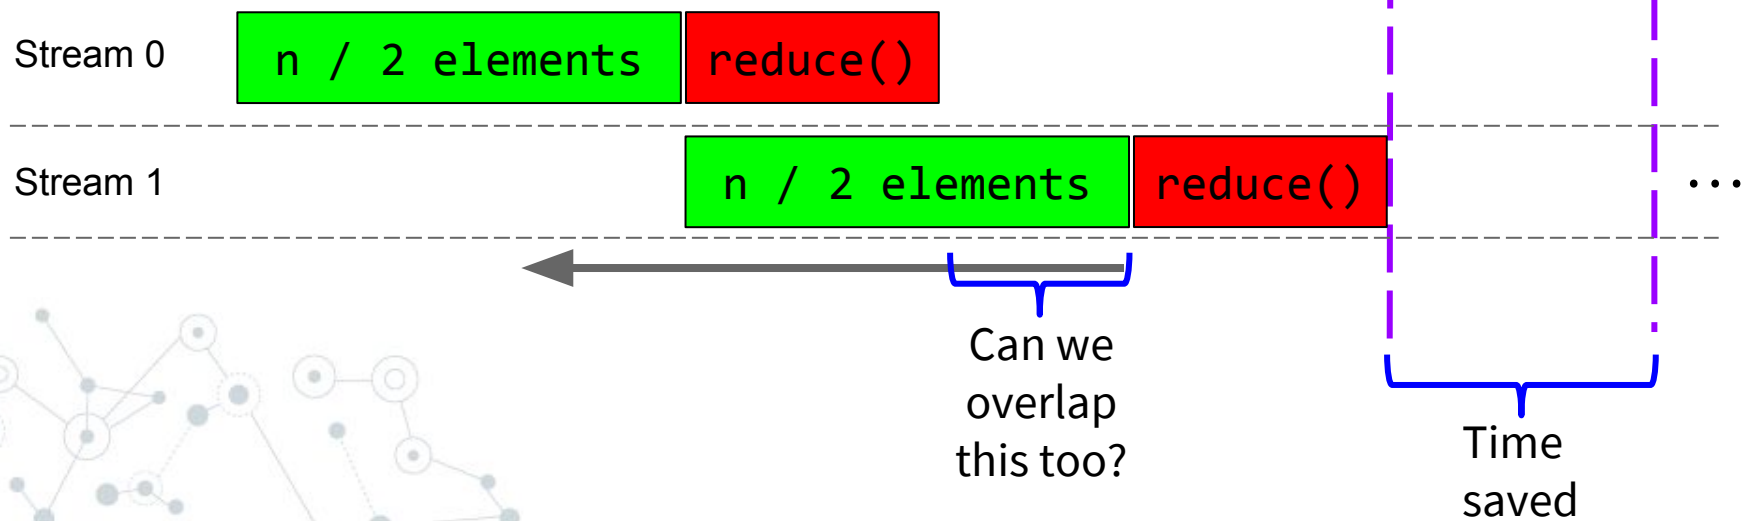 Stream 0
n / 2 elements
reduce()
Stream 1
n / 2 elements
reduce()
...
Can we
overlap
this too?
Time
saved